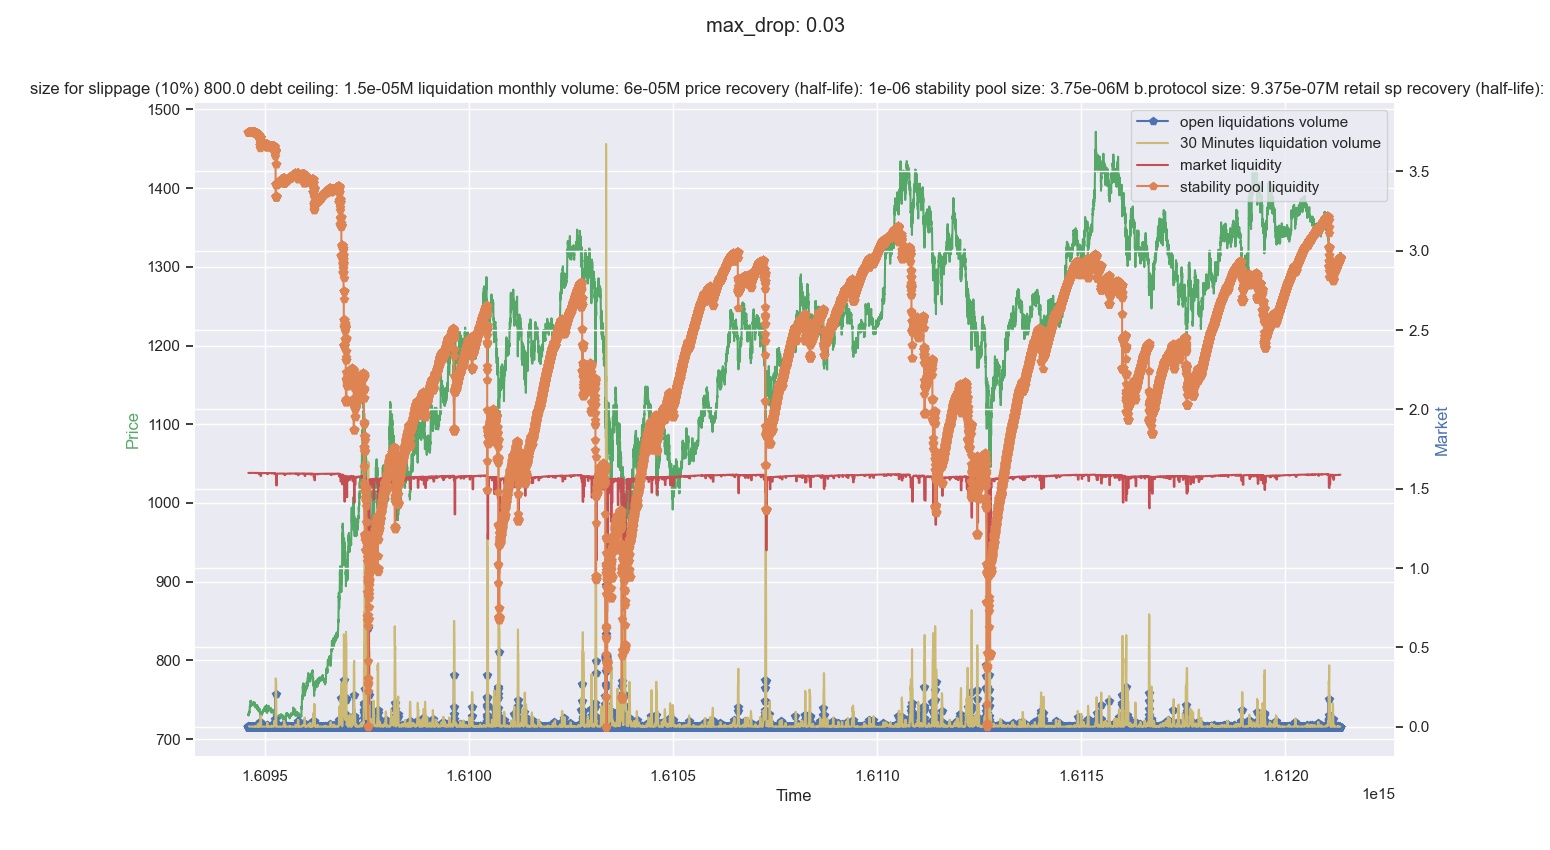 max_drop: 0.03
size for slippage (10%) 800.0 debt ceiling: 1.5e-05M liquidation monthly volume: 6e-05M price recovery (half-life): 1e-06 stability pool size: 3.75e-06M b.protocol size: 9.375e-07M retail sp recovery (half-life):
open liquidations volume
30 Minutes liquidation volume
market liquidity
stability pool liquidity
1500
1400
1300
1200
1100
1000
900
800
700
Price
3.5
3.0
2.5
2.0
1.5
1.0
0.5
0.0
Market
1.6095 1.6100 1.6105 1.6110 1.6115 1.6120
1e15
Time